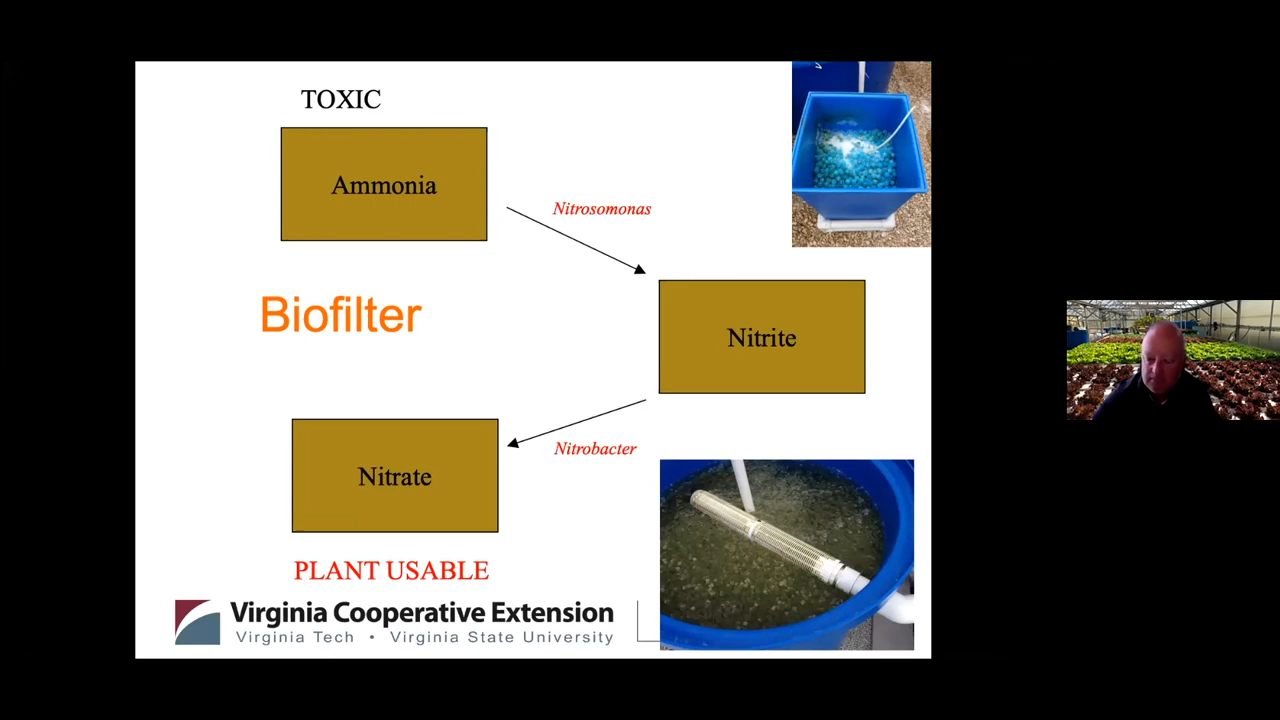 TOXIC
Ammonia
Nitrosomonas
Biofilter
Nitrite
Nitrobacter
Nitrate
PLANT USABLE
Virginia Cooperative Extension
Virginia Tech • Virginia State University